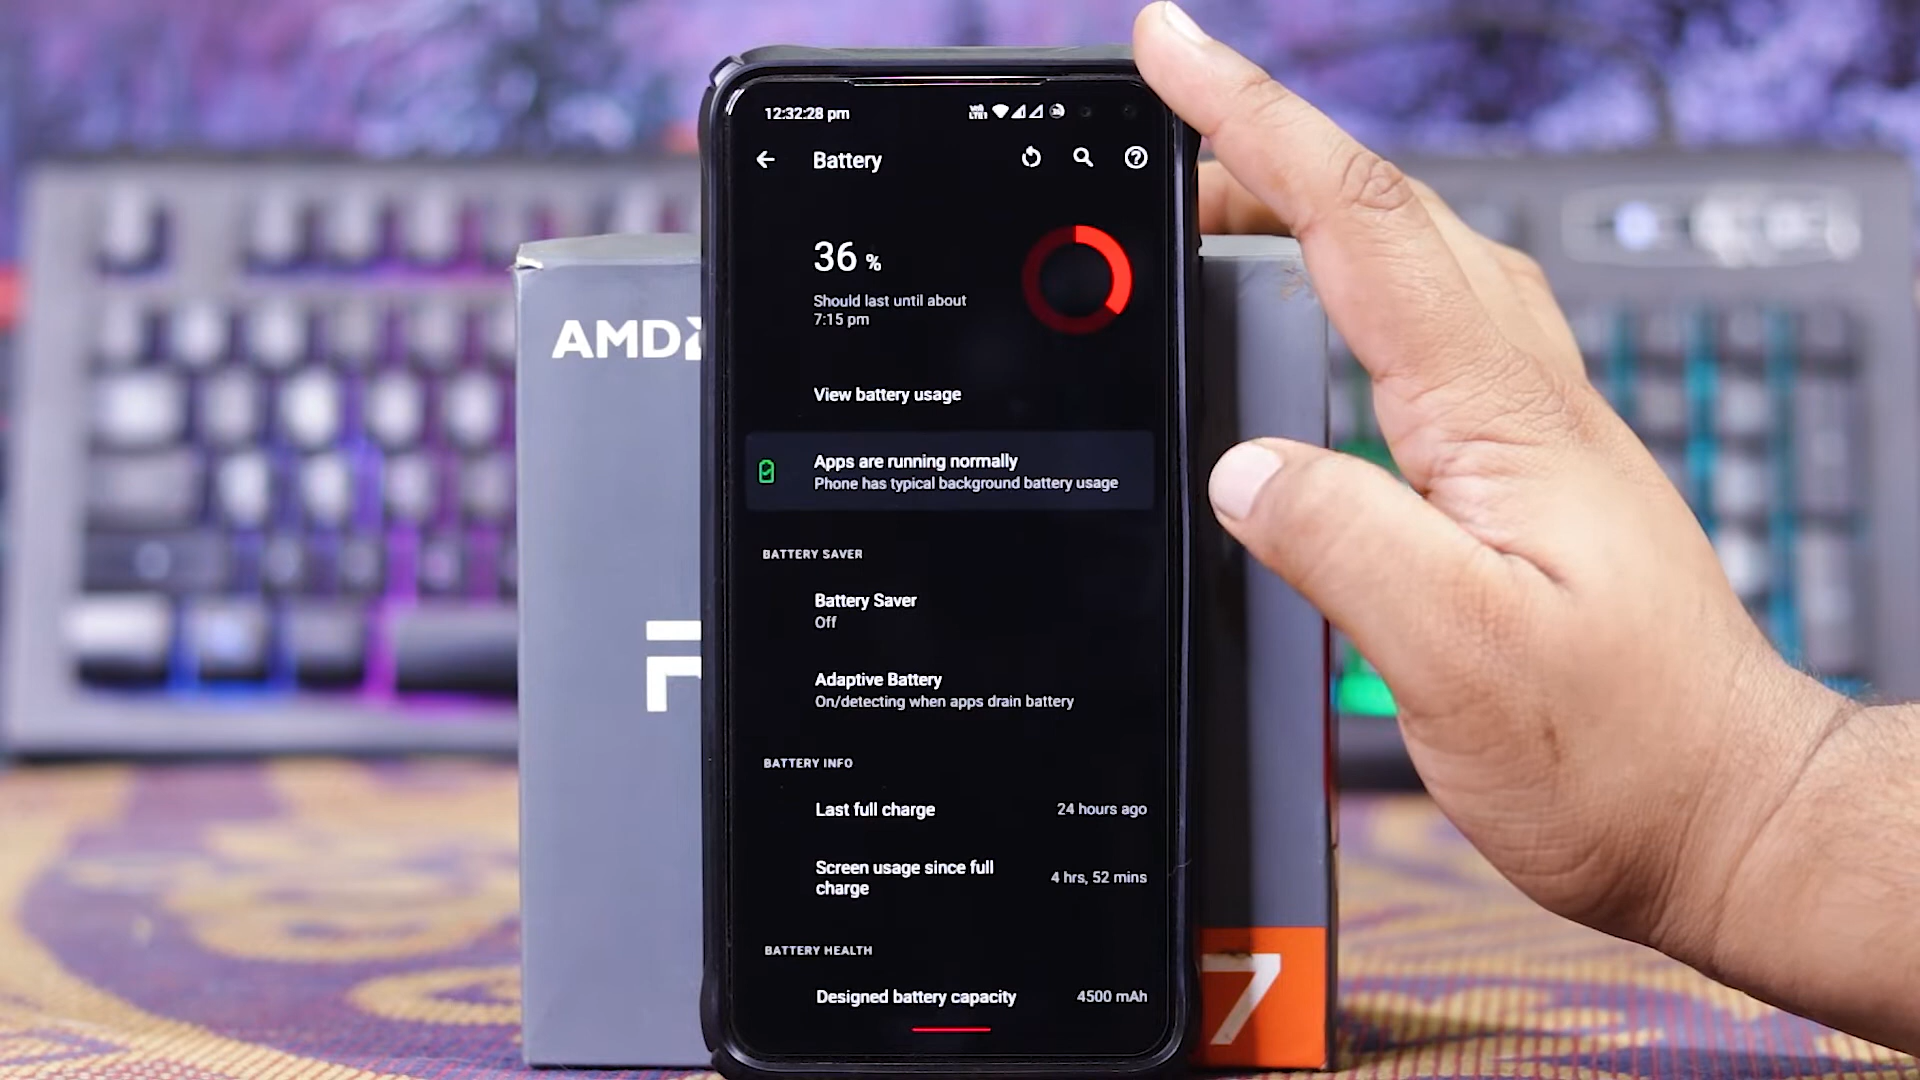 12:32:28 pm
Battery
36 %
Should last until about
7:15 pm
View battery usage
Apps are running normally
Phone has typical background battery usage
BATTERY SAVER
Battery Saver
Off
Adaptive Battery
On/detecting when apps drain battery
BATTERY INFO
Last full charge 24 hours ago
Screen usage since full
charge 4 hrs, 52 mins
BATTERY HEALTH
Designed battery capacity 4500 mAh
AMD
7